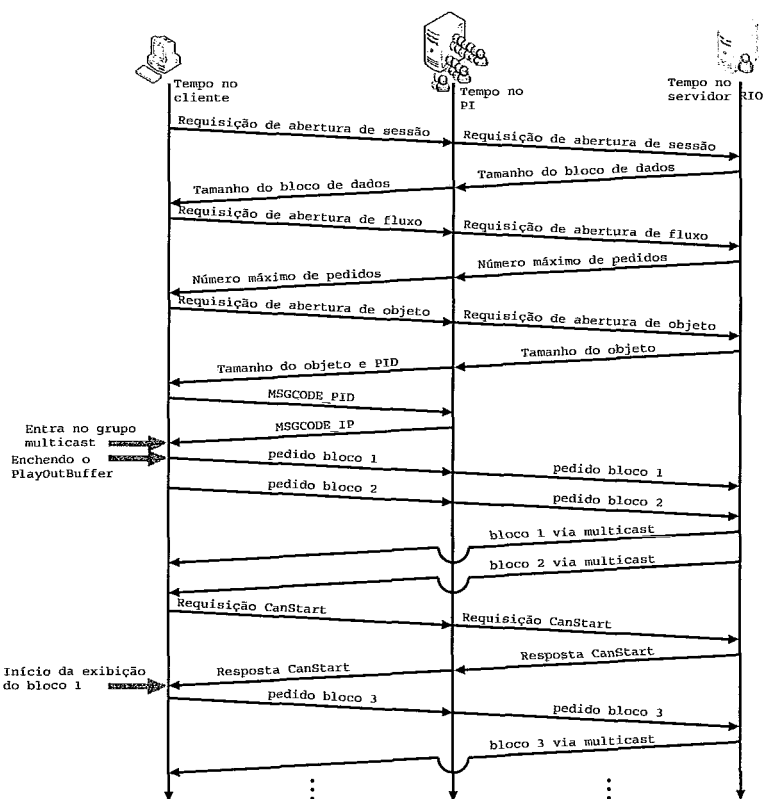 Tempo no
cliente
Tempo no
PI
Tempo no
servidor RIO
Requisição de abertura de sessão
Requisição de abertura de sessão
Tamanho do bloco de dados
Tamanho do bloco de dados
Requisição de abertura de fluxo
Requisição de abertura de fluxo
Número máximo de pedidos
Número máximo de pedidos
Requisição de abertura de objeto
Requisição de abertura de objeto
Tamanho do objeto
Tamanho do objeto e PID
MSGCODE_PID
MSGCODE_IP
Entra no grupo
multicast
Enchendo o
PlayOutBuffer
pedido bloco 1
pedido bloco 1
pedido bloco 2
pedido bloco 2
bloco 1 via multicast
bloco 2 via multicast
Requisição CanStart
Requisição CanStart
Resposta CanStart
Resposta CanStart
Início da exibição
do bloco 1
pedido bloco 3
pedido bloco 3
bloco 3 via multicast